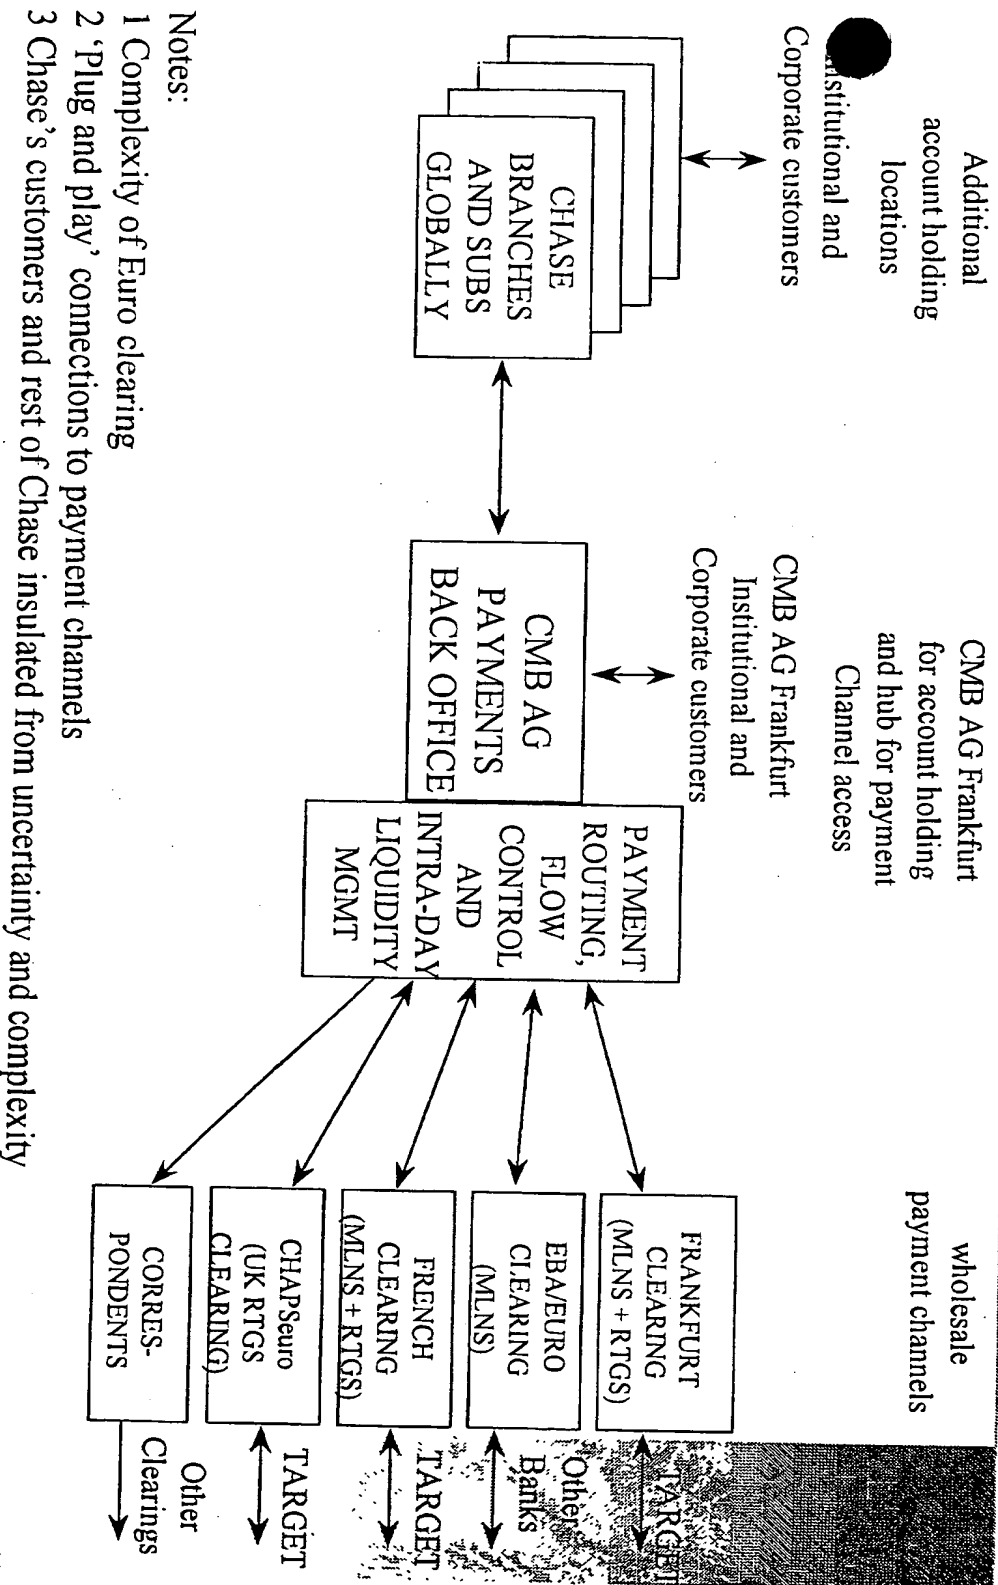 Additional
account holding
locations
CMB AG Frankfurt
for account holding
and hub for payment
Channel access
wholesale
payment channels
Institutional and
Corporate customers
CMB AG Frankfurt
Institutional and
Corporate customers
CHASE
BRANCHES
AND SUBS
GLOBALLY
CMB AG
PAYMENTS
BACK OFFICE
PAYMENT
ROUTING,
FLOW
CONTROL
AND
INTRA-DAY
LIQUIDITY
MGMT
FRANKFURT
CLEARING
(MLNS + RTGS)
TARGET
EBA/EURO
CLEARING
(MLNS)
Other
Banks
FRENCH
CLEARING
(MLNS + RTGS)
TARGET
CHAPSeuro
(UK RTGS
CLEARING)
TARGET
CORRES-
PONDENTS
Other
Clearings
Notes:
1 Complexity of Euro clearing
2 'Plug and play' connections to payment channels
3 Chase's customers and rest of Chase insulated from uncertainty and complexity